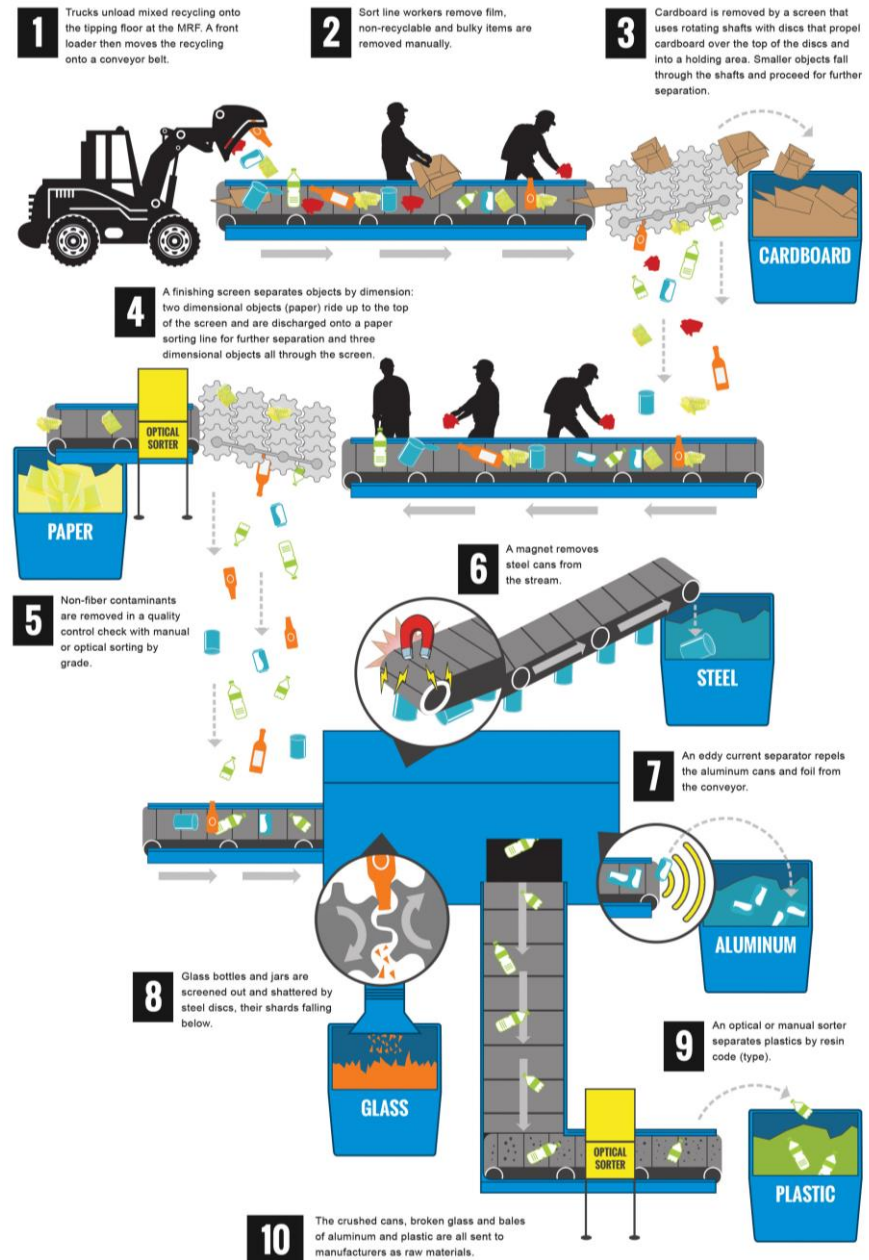 1
Trucks unload mixed recycling onto
the tipping floor at the MRF. A front
loader then moves the recycling
onto a conveyor belt.
2
Sort line workers remove film,
non-recyclable and bulky items are
removed manually.
3
Cardboard is removed by a screen that
uses rotating shafts with discs that propel
cardboard over the top of the discs and
into a holding area. Smaller objects fall
through the shafts and proceed for further
separation.
CARDBOARD
4
A finishing screen separates objects by dimension:
two dimensional objects (paper) ride up to the top
of the screen and are discharged onto a paper
sorting line for further separation and three
dimensional objects all through the screen.
OPTICAL
SORTER
PAPER
5
Non-fiber contaminants
are removed in a quality
control check with manual
or optical sorting by
grade.
6
A magnet removes
steel cans from
the stream.
STEEL
7
An eddy current separator repels
the aluminum cans and foil from
the conveyor.
ALUMINUM
8
Glass bottles and jars are
screened out and shattered by
steel discs, their shards falling
below.
GLASS
9
An optical or manual sorter
separates plastics by resin
code (type).
OPTICAL
SORTER
PLASTIC
10
The crushed cans, broken glass and bales
of aluminum and plastic are all sent to
manufacturers as raw materials.